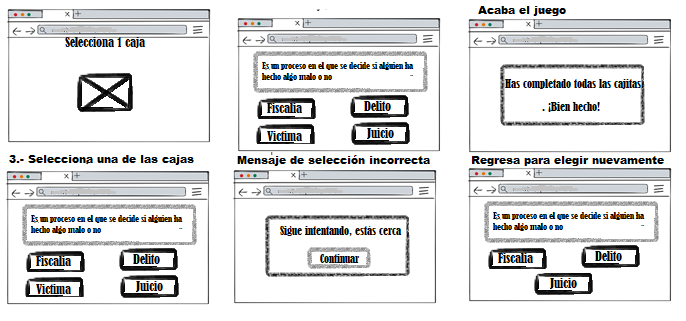 Selecciona 1 caja
Es un proceso en el que se decide si alguien ha
hecho algo malo o no
Fiscalia Delito
Victima Juicio
Acaba el juego
Has completado todas las cajitas
. ¡Bien hecho!
3.- Selecciona una de las cajas
Es un proceso en el que se decide si alguien ha
hecho algo malo o no
Fiscalia Delito
Victima Juicio
Mensaje de selección incorrecta
Sigue intentando, estás cerca
Continuar
Regresa para elegir nuevamente
Es un proceso en el que se decide si alguien ha
hecho algo malo o no
Fiscalia Delito
Juicio